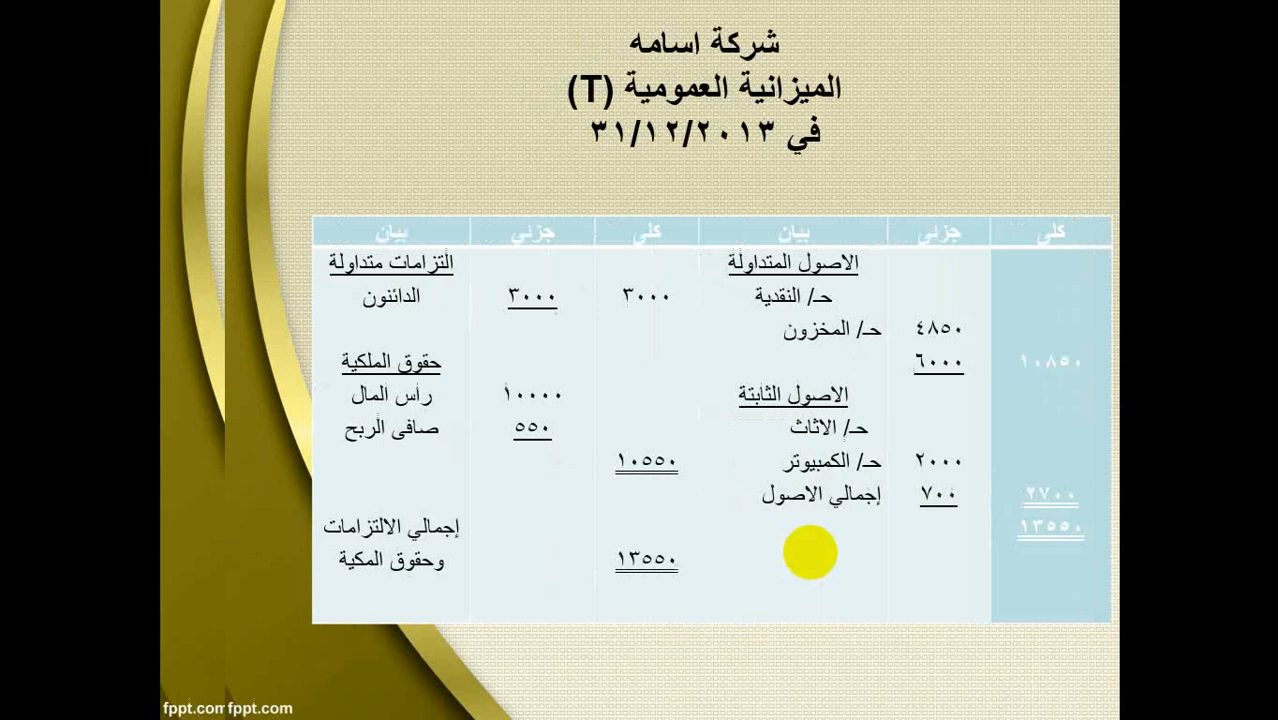 شركة اسامه
الميزانية العمومية (T)
في ٣١/١٢/٢٠١٣
كلي جزئي بيان كلي جزئي بيان
الاصول المتداولة التزامات متداولة
حـ/ النقدية ٣٠٠٠ ٣٠٠٠ الدائنون
٤٨٥٠ حـ/ المخزون
١٠٨٥٠ ٦٠٠٠ حقوق الملكية
الاصول الثابتة ١٠٠٠٠ رأس المال
حـ/ الاثاث ٥٥٠ صافى الربح
٢٠٠٠ حـ/ الكمبيوتر ١٠٥٥٠
٢٧٠٠ ٧٠٠ إجمالي الاصول
١٣٥٥٠ إجمالي الالتزامات
١٣٥٥٠ وحقوق المكية
fppt.com fppt.com